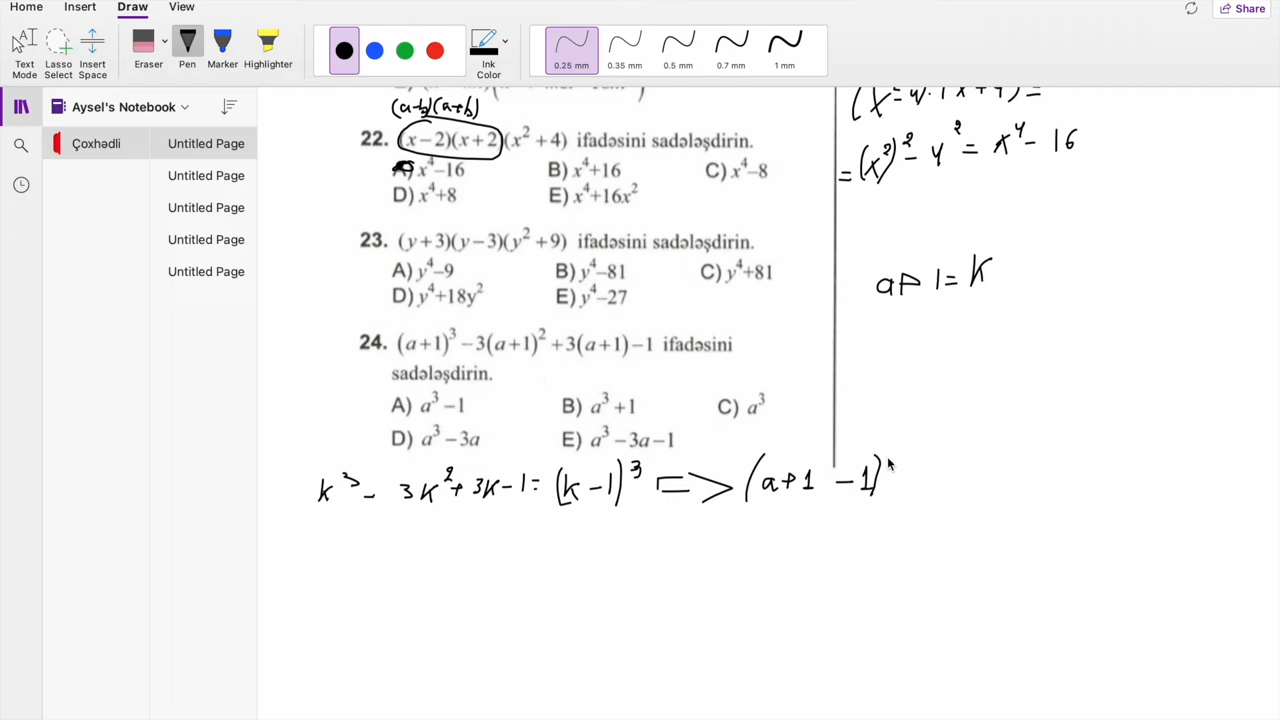 Home Insert Draw View
Share
Text Mode
Lasso Select
Insert Space
Eraser
Pen
Marker
Highlighter
Ink Color
0.25 mm
0.35 mm
0.5 mm
0.7 mm
1 mm
Aysel's Notebook
Çoxhədli
Untitled Page
Untitled Page
Untitled Page
Untitled Page
Untitled Page
(a-b)(a+b)
22. (x−2)(x+2)(x²+4) ifadəsini sadələşdirin.
A) x⁴−16 B) x⁴+16 C) x⁴−8
D) x⁴+8 E) x⁴+16x²
23. (y+3)(y−3)(y²+9) ifadəsini sadələşdirin.
A) y⁴−9 B) y⁴−81 C) y⁴+81
D) y⁴+18y² E) y⁴−27
24. (a+1)³−3(a+1)²+3(a+1)−1 ifadəsini
sadələşdirin.
A) a³−1 B) a³+1 C) a³
D) a³−3a E) a³−3a−1
k³ − 3k²+3k−1= (k−1)³ => (a+1 −1)
= (x²)² − 4² = x⁴ − 16
a+1=k